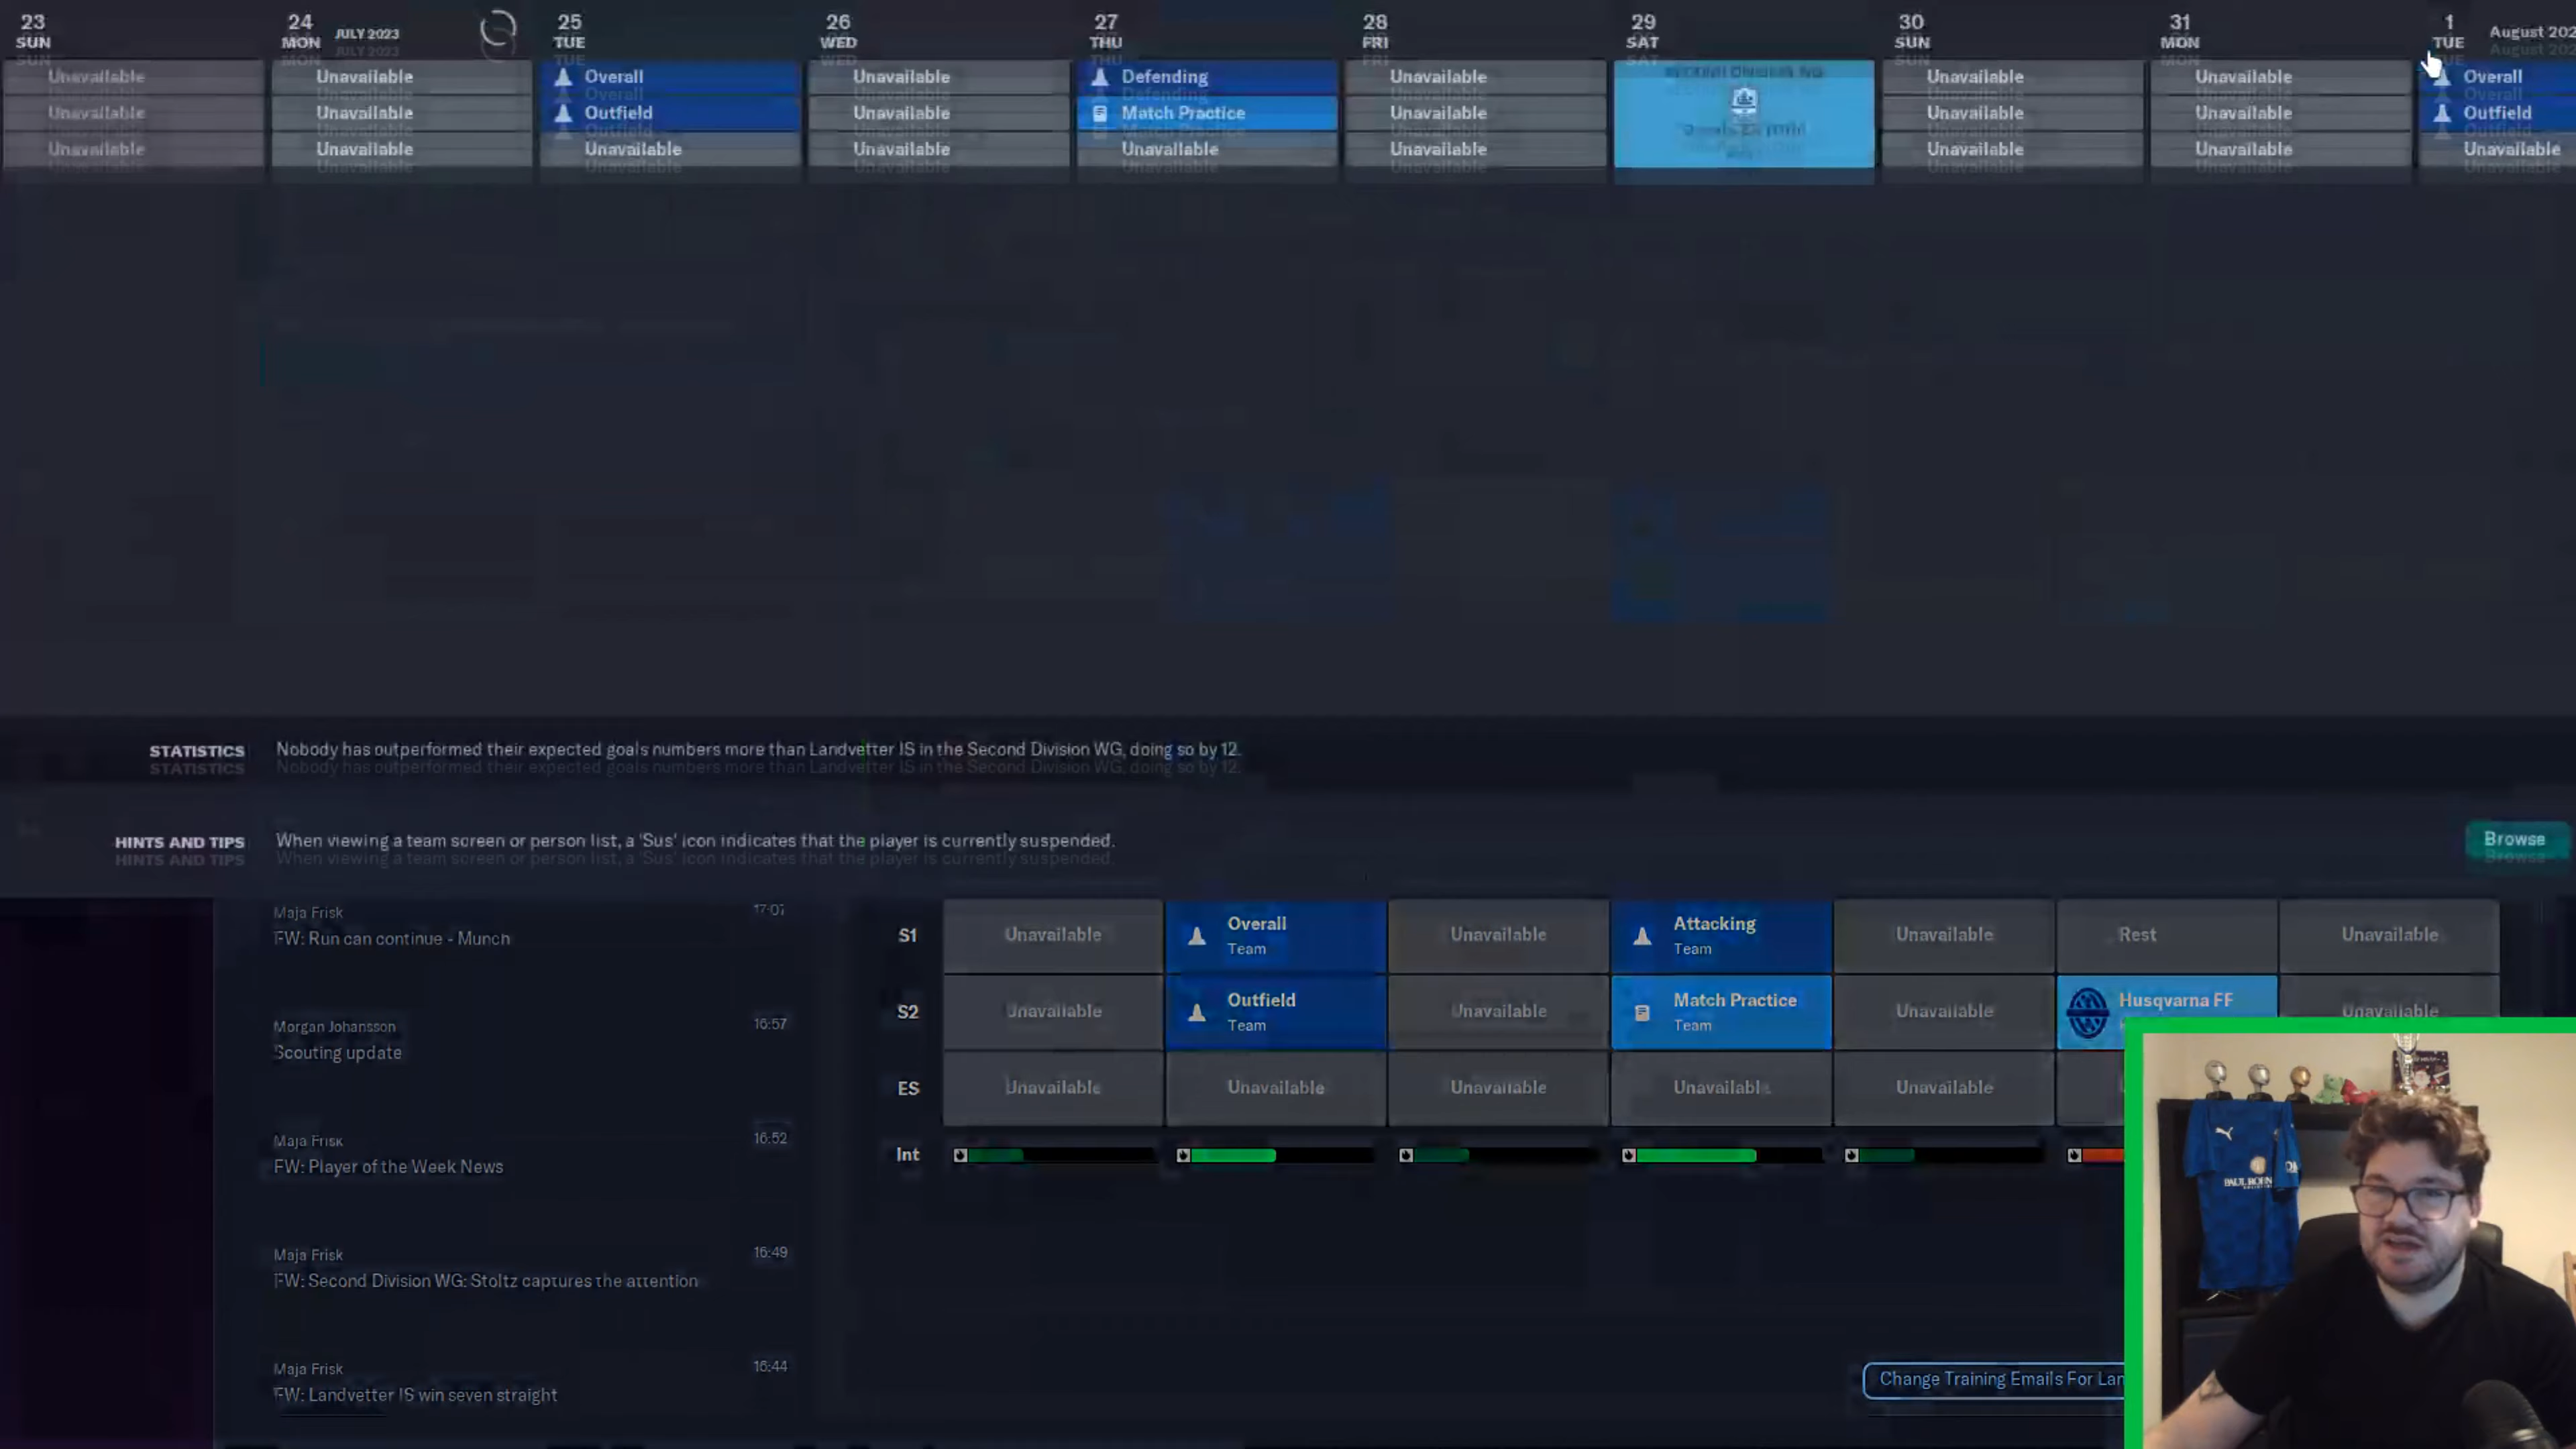 23
SUN
24
MON
JULY 2023
25
TUE
26
WED
27
THU
28
FRI
29
SAT
30
SUN
31
MON
1
TUE
August 202
Unavailable
Unavailable
Overall
Unavailable
Defending
Unavailable
Unavailable
Unavailable
Overall
Unavailable
Unavailable
Outfield
Unavailable
Match Practice
Unavailable
Unavailable
Unavailable
Outfield
Unavailable
Unavailable
Unavailable
Unavailable
Unavailable
Unavailable
Unavailable
Unavailable
Unavailable
STATISTICS
Nobody has outperformed their expected goals numbers more than Landvetter IS in the Second Division WG, doing so by 12.
HINTS AND TIPS
When viewing a team screen or person list, a 'Sus' icon indicates that the player is currently suspended.
Browse
Maja Frisk
17:07
FW: Run can continue - Munch
Morgan Johansson
16:57
Scouting update
Maja Frisk
16:52
FW: Player of the Week News
Maja Frisk
16:49
FW: Second Division WG: Stoltz captures the attention
Maja Frisk
16:44
FW: Landvetter IS win seven straight
S1
Unavailable
Overall
Team
Unavailable
Attacking
Team
Unavailable
Rest
Unavailable
S2
Unavailable
Outfield
Team
Unavailable
Match Practice
Team
Unavailable
Husqvarna FF
Unavailable
ES
Unavailable
Unavailable
Unavailable
Unavailable
Unavailable
Int
Change Training Emails For Lan